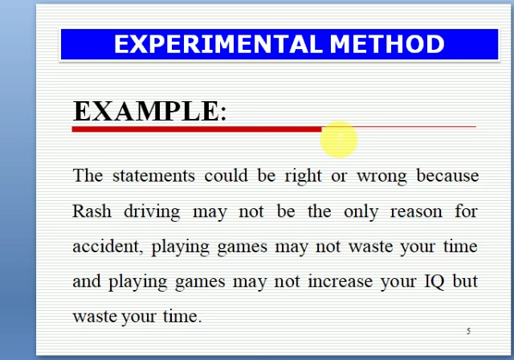 EXPERIMENTAL METHOD
EXAMPLE:
The statements could be right or wrong because
Rash driving may not be the only reason for
accident, playing games may not waste your time
and playing games may not increase your IQ but
waste your time.
5